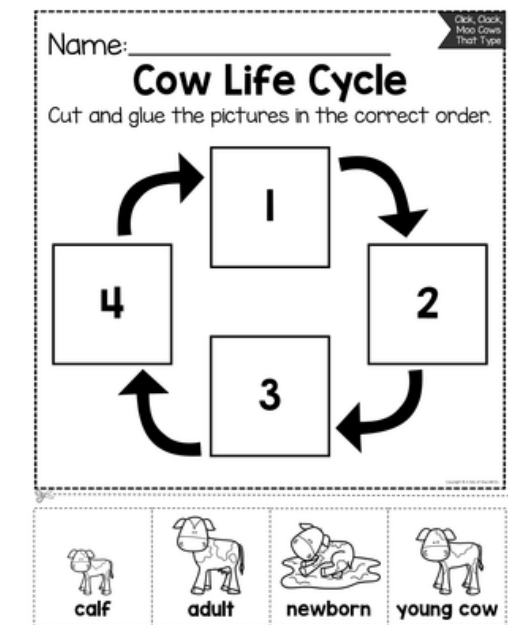 Click, Clack,
Moo Cows
That Type
Name:
Cow Life Cycle
Cut and glue the pictures in the correct order.
1
2
3
4
calf
adult
newborn
young cow